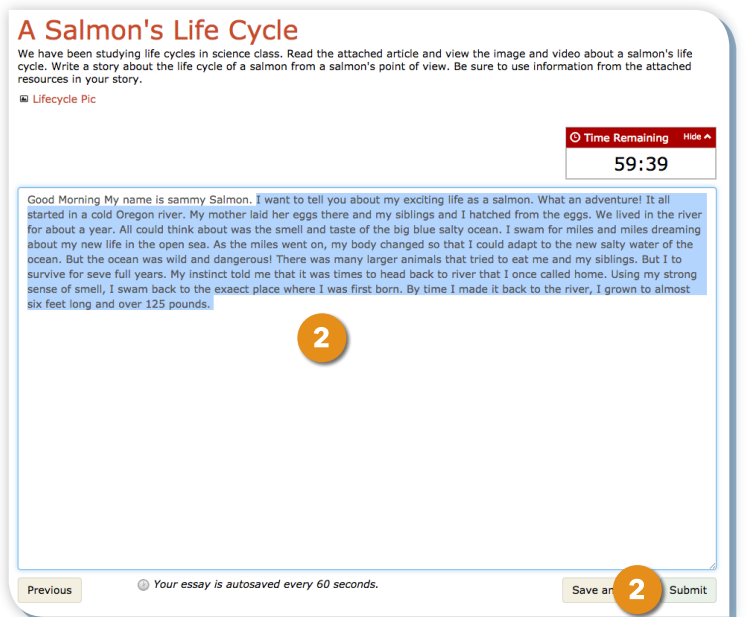 A Salmon's Life Cycle
We have been studying life cycles in science class. Read the attached article and view the image and video about a salmon's life
cycle. Write a story about the life cycle of a salmon from a salmon's point of view. Be sure to use information from the attached
resources in your story.
Lifecycle Pic
Time Remaining Hide
59:39
Good Morning My name is sammy Salmon. I want to tell you about my exciting life as a salmon. What an adventure! It all
started in a cold Oregon river. My mother laid her eggs there and my siblings and I hatched from the eggs. We lived in the river
for about a year. All could think about was the smell and taste of the big blue salty ocean. I swam for miles and miles dreaming
about my new life in the open sea. As the miles went on, my body changed so that I could adapt to the new salty water of the
ocean. But the ocean was wild and dangerous! There was many larger animals that tried to eat me and my siblings. But I to
survive for seve full years. My instinct told me that it was times to head back to river that I once called home. Using my strong
sense of smell, I swam back to the exaect place where I was first born. By time I made it back to the river, I grown to almost
six feet long and over 125 pounds.
2
Previous
Your essay is autosaved every 60 seconds.
Save an
2
Submit